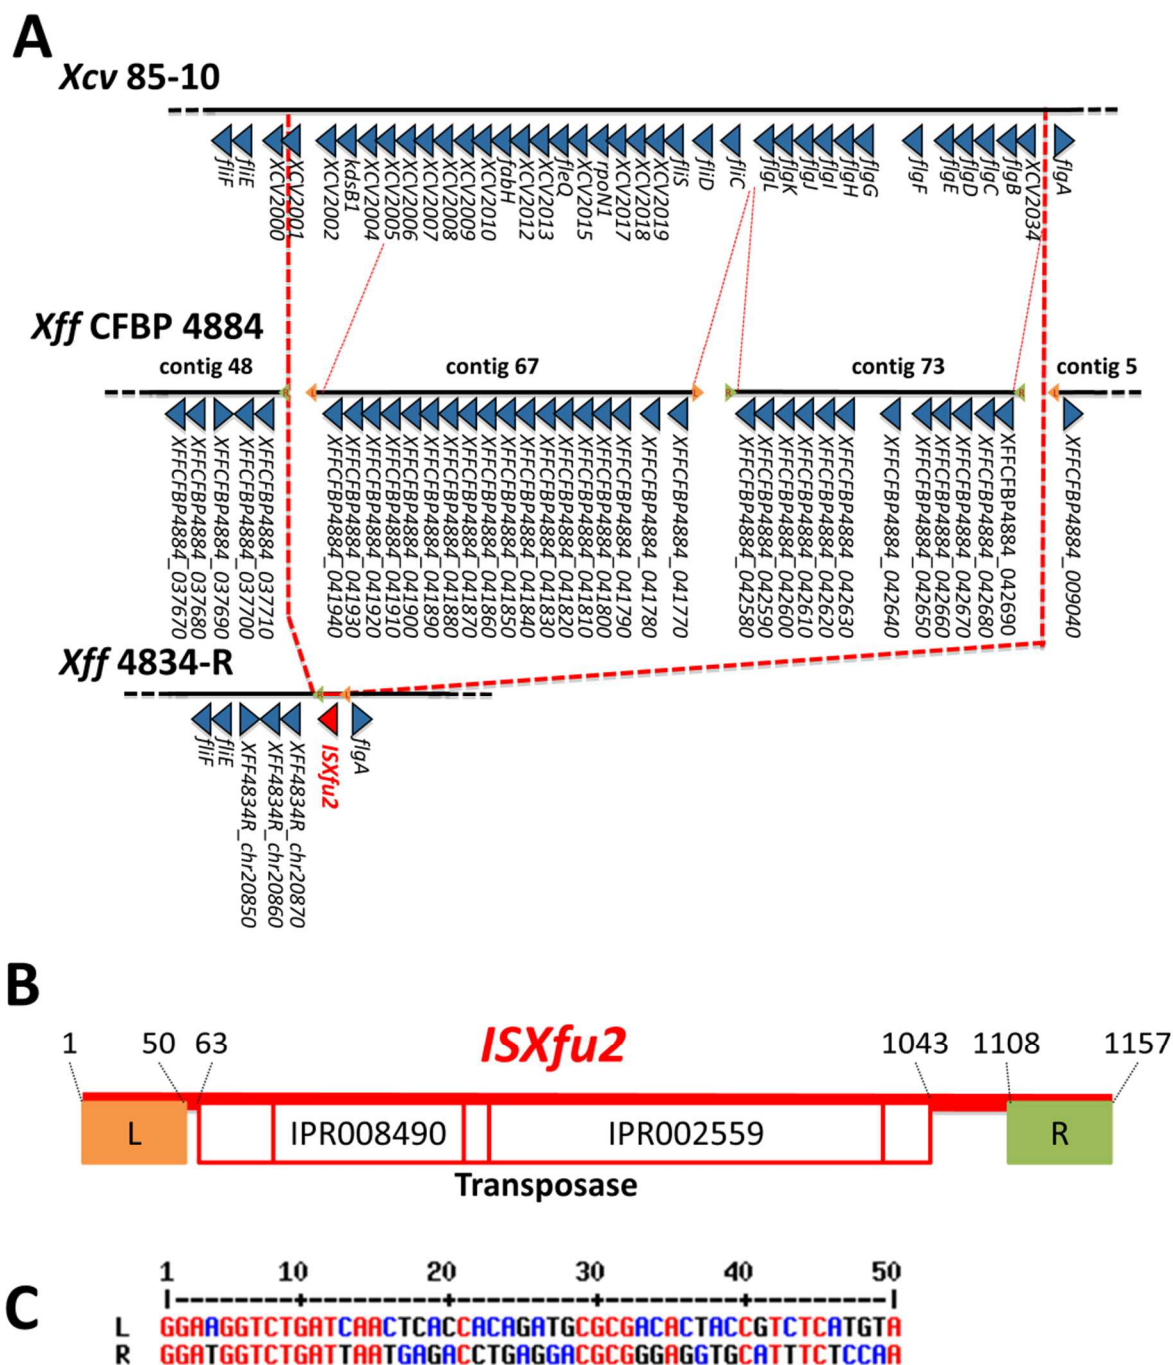 A
Xcv 85-10
fliF
fliE
XCV2000
XCV2001
XCV2002
kdsB1
XCV2004
XCV2005
XCV2006
XCV2007
XCV2008
XCV2009
XCV2010
fabH
XCV2012
XCV2013
fleQ
XCV2015
rpoN1
XCV2017
XCV2018
XCV2019
fliS
fliD
fliC
flgL
flgK
flgJ
flgI
flgH
flgG
flgF
flgE
flgD
flgC
flgB
XCV2034
flgA
Xff CFBP 4884
contig 48
contig 67
contig 73
contig 5
XFFCFBP4884_037670
XFFCFBP4884_037680
XFFCFBP4884_037690
XFFCFBP4884_037700
XFFCFBP4884_037710
XFFCFBP4884_041940
XFFCFBP4884_041930
XFFCFBP4884_041920
XFFCFBP4884_041910
XFFCFBP4884_041900
XFFCFBP4884_041890
XFFCFBP4884_041880
XFFCFBP4884_041870
XFFCFBP4884_041860
XFFCFBP4884_041850
XFFCFBP4884_041840
XFFCFBP4884_041830
XFFCFBP4884_041820
XFFCFBP4884_041810
XFFCFBP4884_041800
XFFCFBP4884_041790
XFFCFBP4884_041780
XFFCFBP4884_041770
XFFCFBP4884_042580
XFFCFBP4884_042590
XFFCFBP4884_042600
XFFCFBP4884_042610
XFFCFBP4884_042620
XFFCFBP4884_042630
XFFCFBP4884_042640
XFFCFBP4884_042650
XFFCFBP4884_042660
XFFCFBP4884_042670
XFFCFBP4884_042680
XFFCFBP4884_042690
XFFCFBP4884_009040
Xff 4834-R
fliF
fliE
XFF4834R_chr20850
XFF4834R_chr20860
XFF4834R_chr20870
ISXfu2
flgA
B
ISXfu2
1 50 63 1043 1108 1157
L IPR008490 IPR002559 R
Transposase
C
1 10 20 30 40 50
L GGAAGGTCTGATCAACTCACCACAGATGCGCGACACTACCGTCTCATGTA
R GGATGGTCTGATTAATGAGACCTGAGGACGCGGGAGGTGCATTTCTCCAA